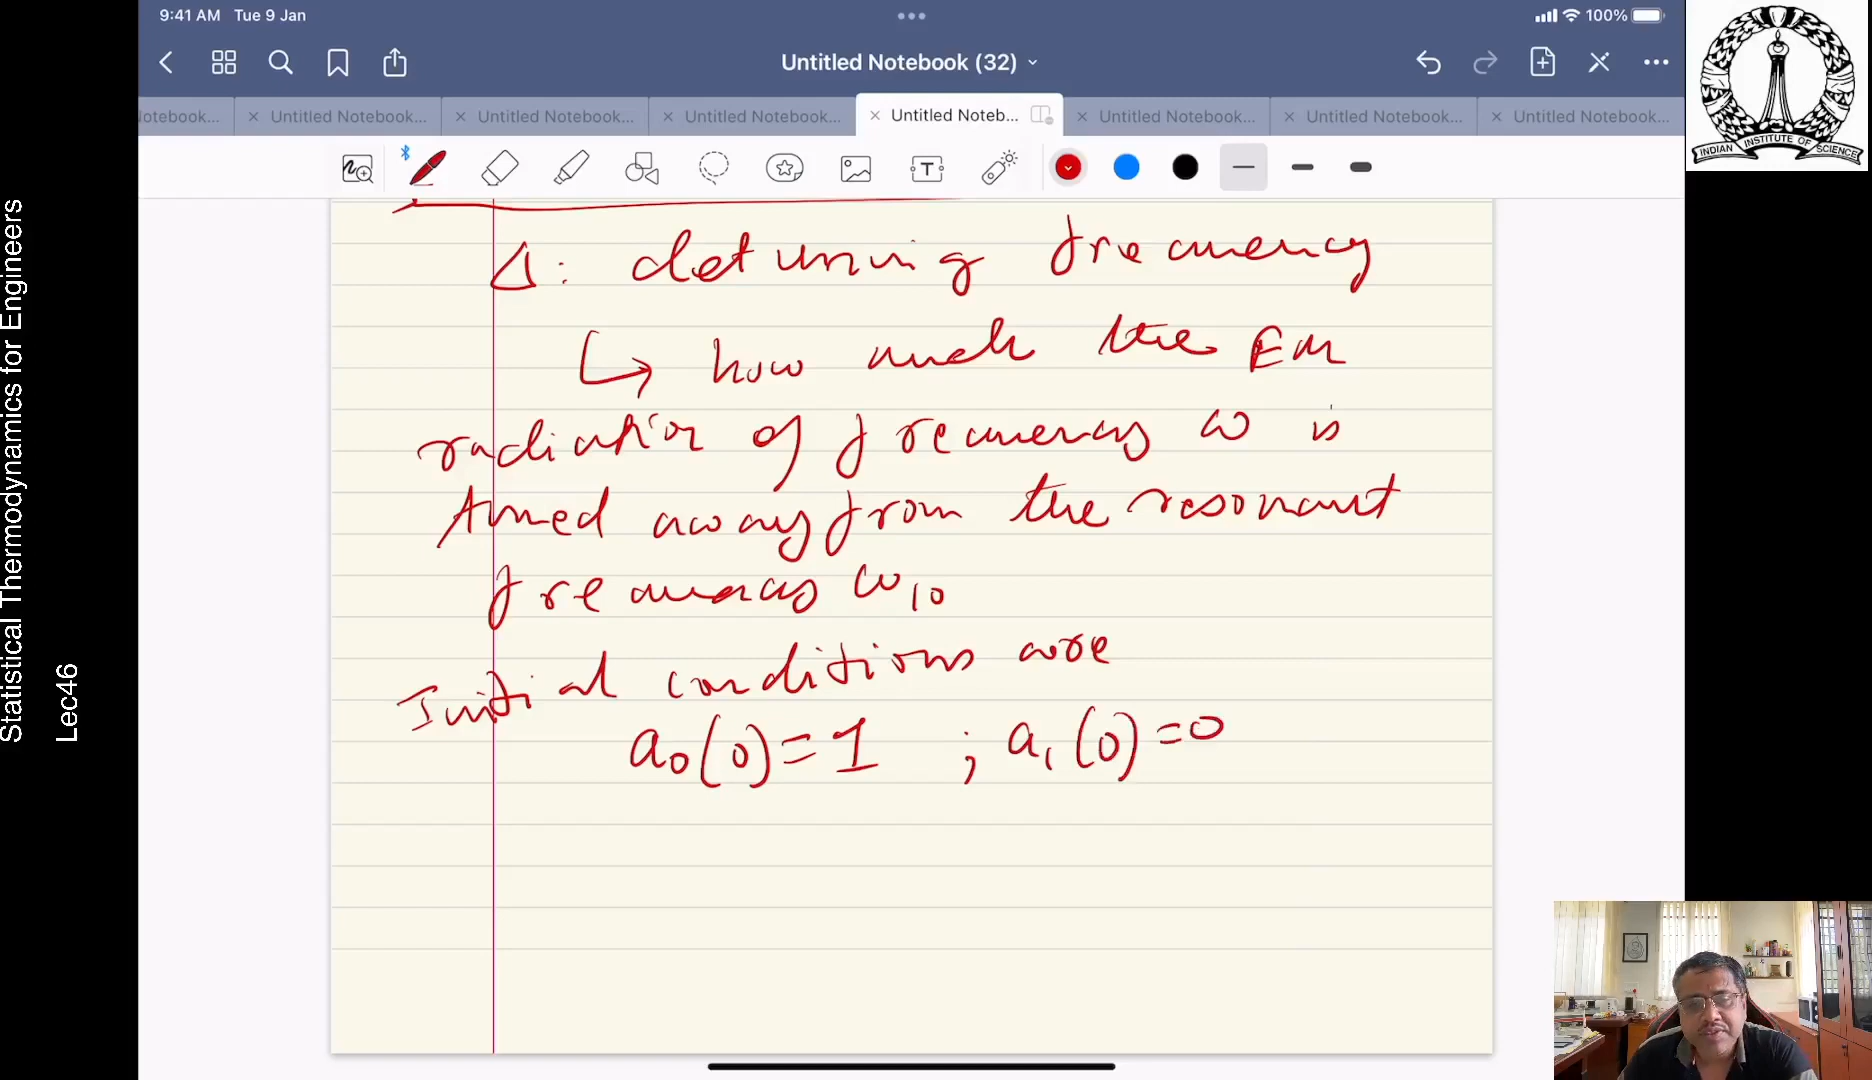 9:41 AM Tue 9 Jan
100%
Untitled Notebook (32)
otebook...
Untitled Notebook...
Untitled Notebook...
Untitled Notebook...
Untitled Noteb...
Untitled Notebook...
Untitled Notebook...
Untitled Notebook...
INDIAN INSTITUTE OF SCIENCE
Statistical Thermodynamics for Engineers
Lec46
Δ: detuning frequency
↳ how much the EM
radiation of frequency ω is
tuned away from the resonant
frequency ω₁₀
Initial conditions are
a₀(0)=1 ; a₁(0)=0